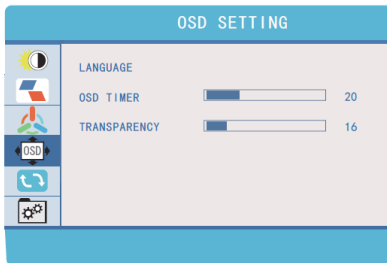 OSD SETTING
LANGUAGE
OSD TIMER 20
TRANSPARENCY 16
OSD